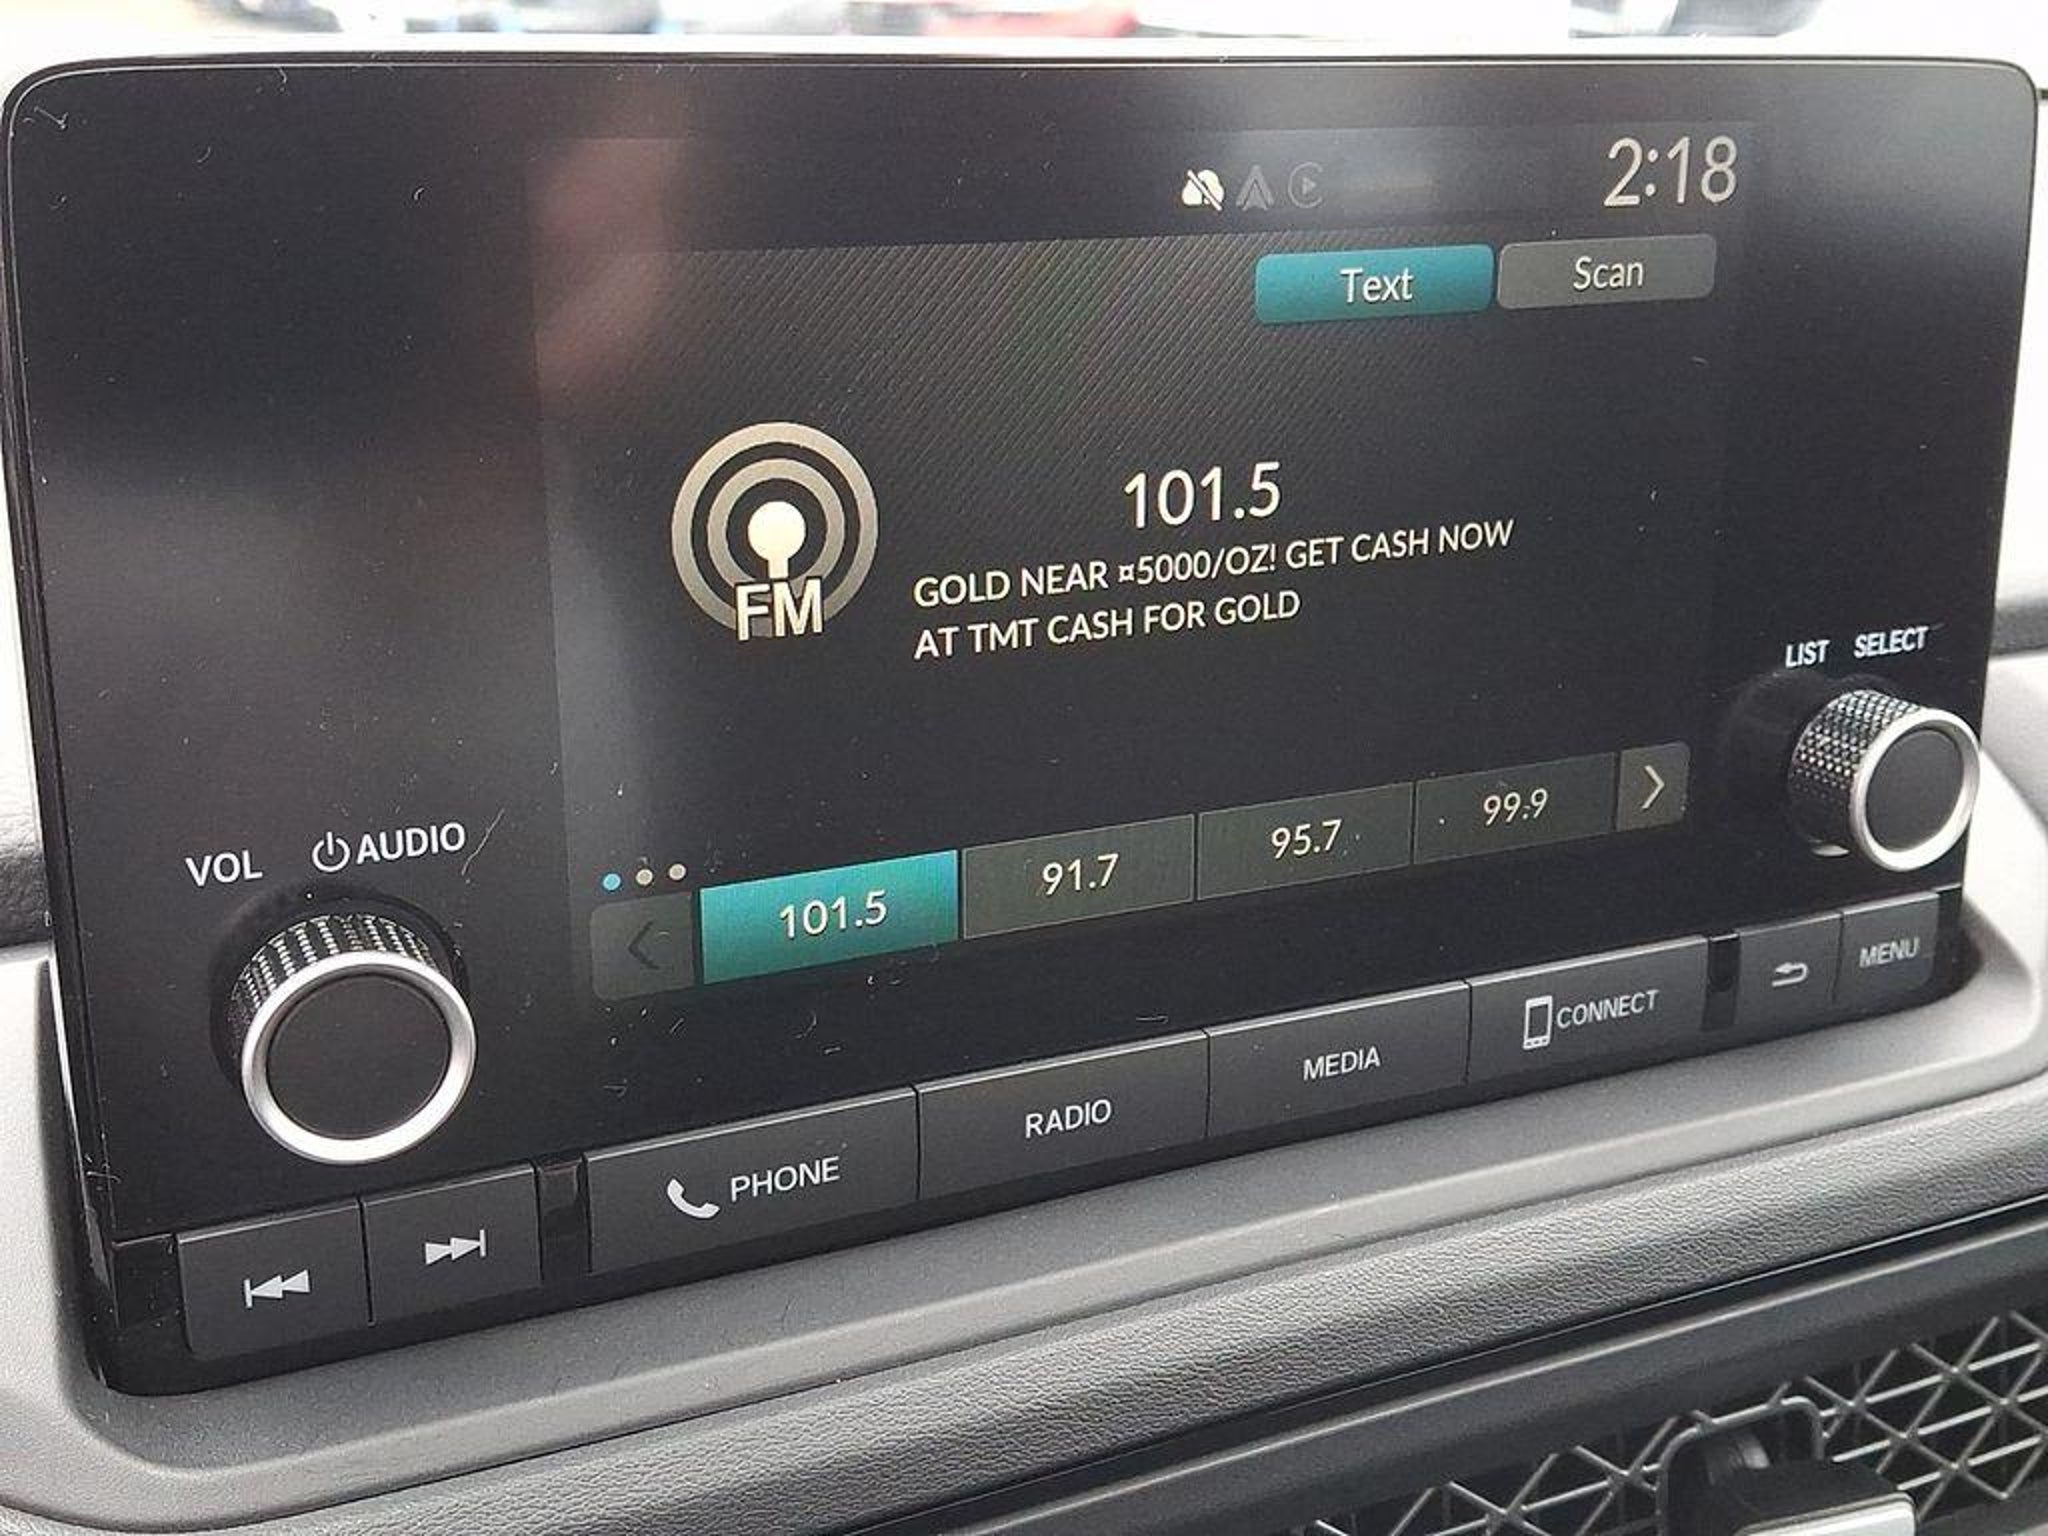 2:18
Text Scan
101.5
GOLD NEAR ¤5000/OZ! GET CASH NOW
AT TMT CASH FOR GOLD
FM
LIST SELECT
VOL AUDIO
101.5 91.7 95.7 99.9
PHONE RADIO MEDIA CONNECT MENU